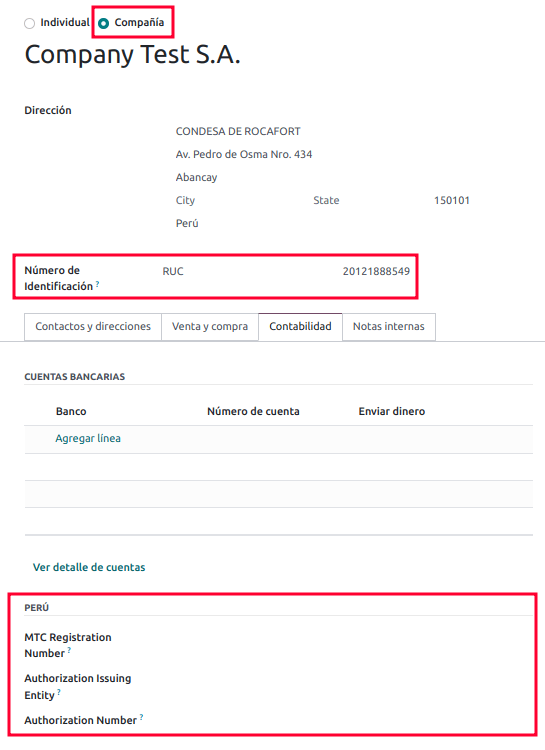 Individual Compañía
Company Test S.A.
Dirección
CONDESA DE ROCAFORT
Av. Pedro de Osma Nro. 434
Abancay
City State 150101
Perú
Número de RUC 20121888549
Identificación ?
Contactos y direcciones Venta y compra Contabilidad Notas internas
CUENTAS BANCARIAS
Banco Número de cuenta Enviar dinero
Agregar línea
Ver detalle de cuentas
PERÚ
MTC Registration
Number ?
Authorization Issuing
Entity ?
Authorization Number ?